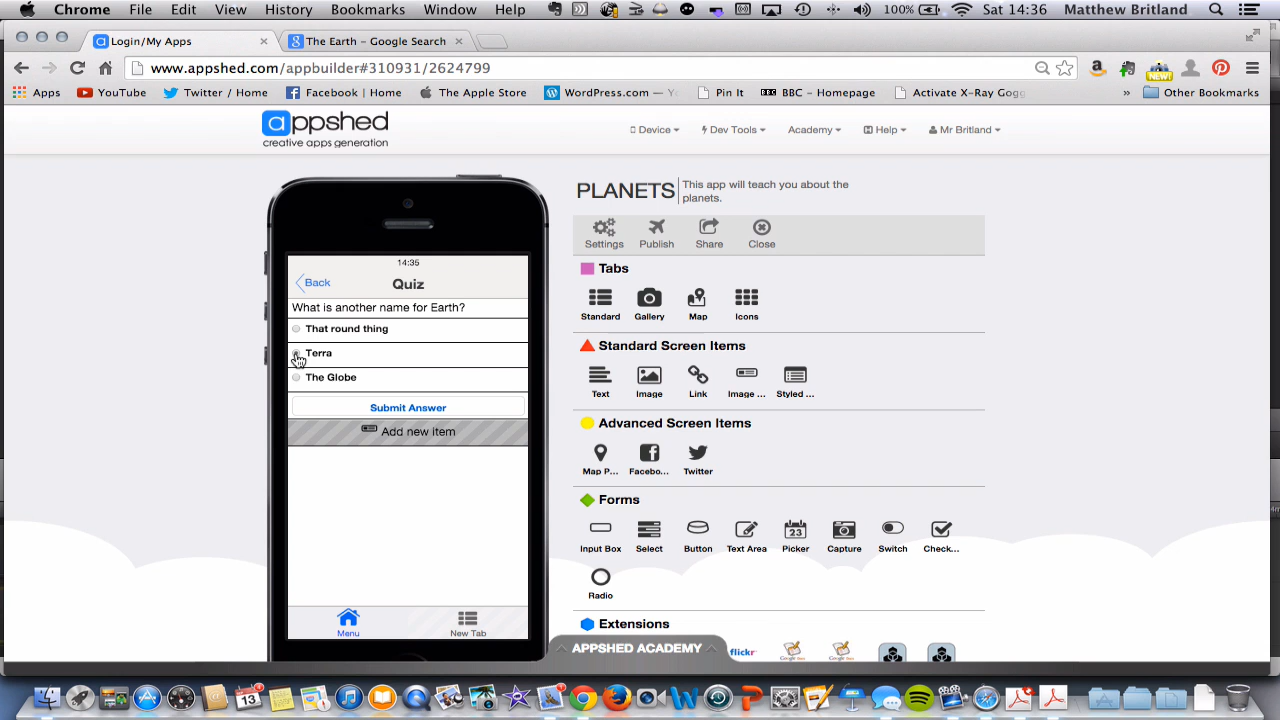 Chrome File Edit View History Bookmarks Window Help 100% Sat 14:36 Matthew Britland
Login/My Apps
The Earth - Google Search
www.appshed.com/appbuilder#310931/2624799
Apps YouTube Twitter / Home Facebook | Home The Apple Store WordPress.com — Yo Pin It BBC - Homepage Activate X-Ray Gogg » Other Bookmarks
NEW!
appshed
creative apps generation
Device Dev Tools Academy Help Mr Britland
PLANETS
This app will teach you about the
planets.
Settings Publish Share Close
14:35
Back
Quiz
What is another name for Earth?
That round thing
Terra
The Globe
Submit Answer
Add new item
Menu
New Tab
Tabs
Standard Gallery Map Icons
Standard Screen Items
Text Image Link Image ... Styled ...
Advanced Screen Items
Map P... Facebo... Twitter
Forms
23
Input Box Select Button Text Area Picker Capture Switch Check...
Radio
Extensions
APPSHED ACADEMY
flickr
13